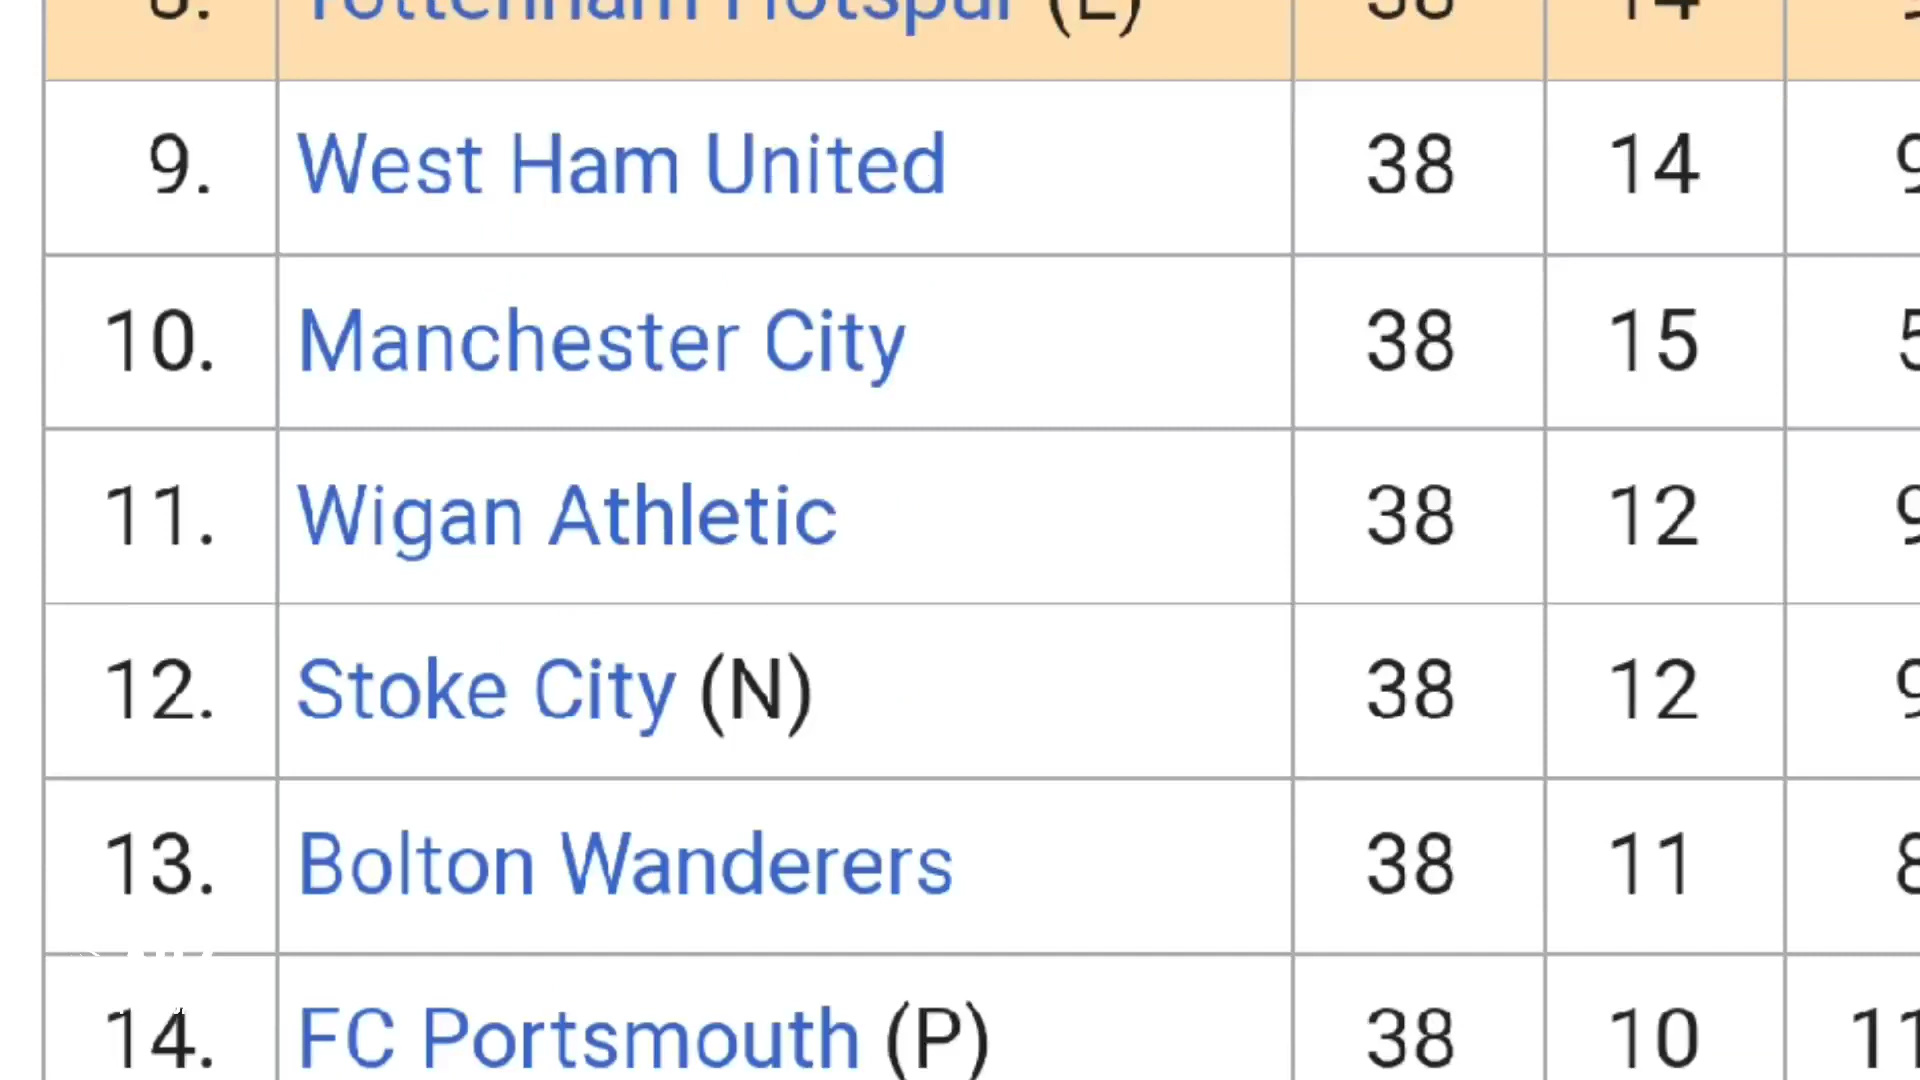 8. Tottenham Hotspur (L) 38 14
9. West Ham United 38 14 9
10. Manchester City 38 15 5
11. Wigan Athletic 38 12 9
12. Stoke City (N) 38 12 9
13. Bolton Wanderers 38 11 8
14. FC Portsmouth (P) 38 10 11